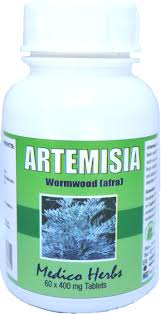 ARTEMISIA
Wormwood (afra)
Medico Herbs
60 x 400 mg Tablets